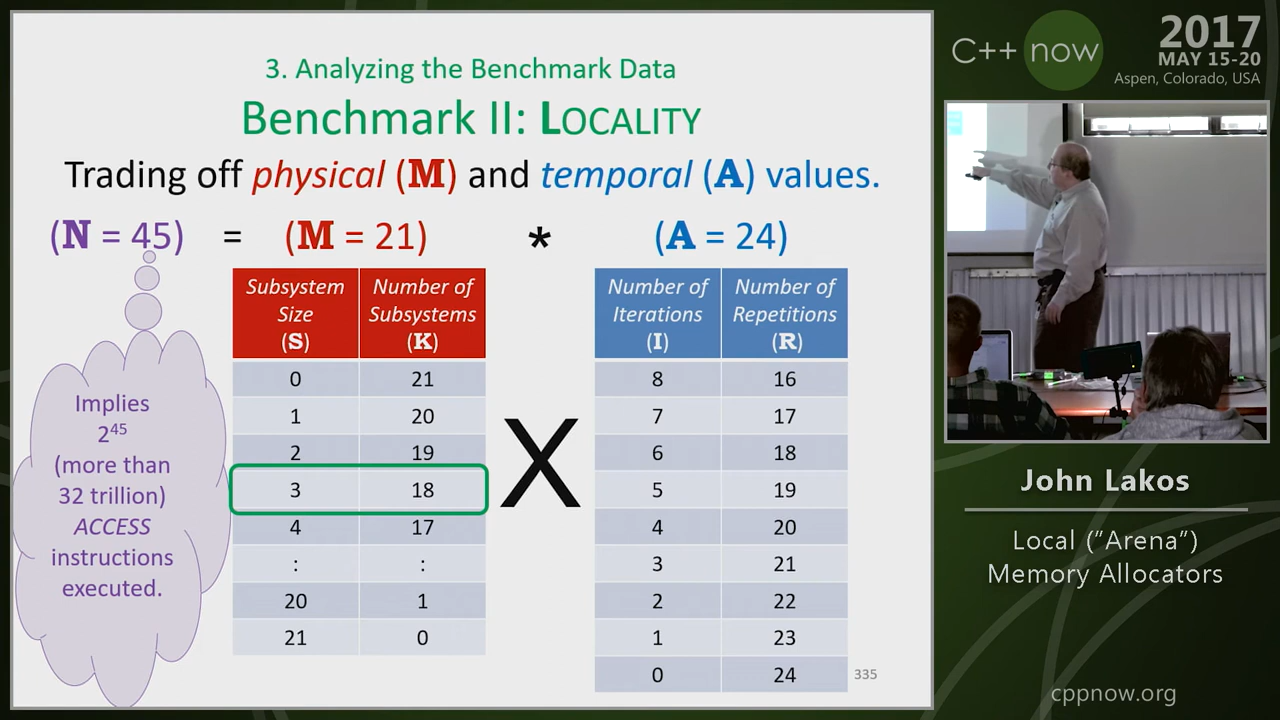 3. Analyzing the Benchmark Data
Benchmark II: LOCALITY
Trading off physical (M) and temporal (A) values.
(N = 45) = (M = 21) * (A = 24)
Subsystem Size (S) Number of Subsystems (K)
0 21
1 20
2 19
3 18
4 17
: :
20 1
21 0
X
Number of Iterations (I) Number of Repetitions (R)
8 16
7 17
6 18
5 19
4 20
3 21
2 22
1 23
0 24
Implies
2⁴⁵
(more than
32 trillion)
ACCESS
instructions
executed.
335
C++ now
2017
MAY 15-20
Aspen, Colorado, USA
John Lakos
Local (“Arena”)
Memory Allocators
cppnow.org